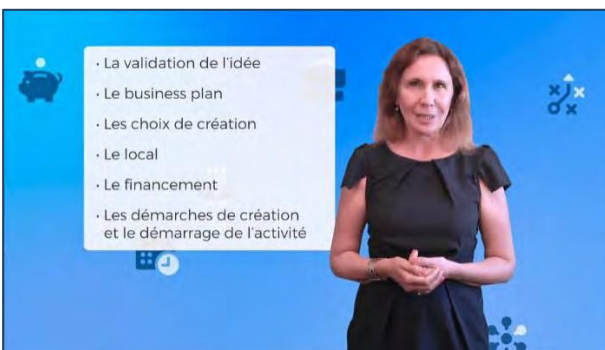 · La validation de l'idée
· Le business plan
· Les choix de création
· Le local
· Le financement
· Les démarches de création
et le démarrage de l'activité